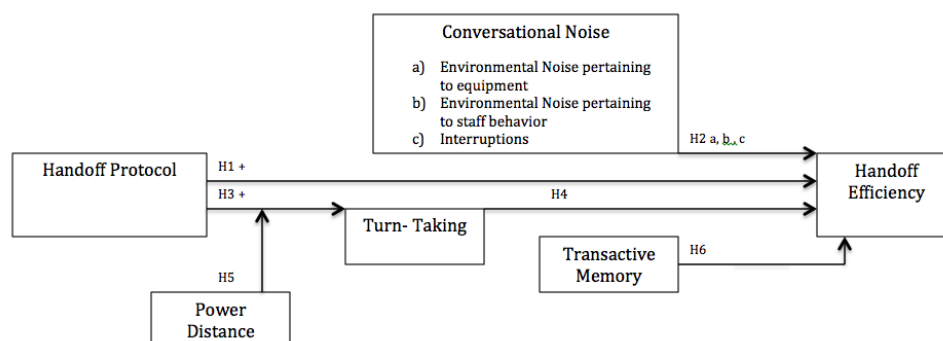 Conversational Noise
a) Environmental Noise pertaining
to equipment
b) Environmental Noise pertaining
to staff behavior
c) Interruptions
H2 a, b, c
Handoff Protocol
H1 +
H3 +
Handoff
Efficiency
H4
Turn- Taking
Transactive
Memory
H6
H5
Power
Distance